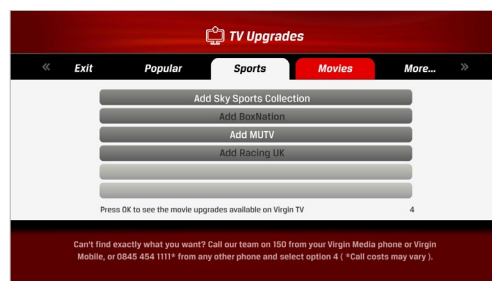 TV Upgrades
Exit Popular Sports Movies More...
Add Sky Sports Collection
Add BoxNation
Add MUTV
Add Racing UK
Press OK to see the movie upgrades available on Virgin TV 4
Can't find exactly what you want? Call our team on 150 from your Virgin Media phone or Virgin
Mobile, or 0845 454 1111* from any other phone and select option 4 ( *Call costs may vary ).